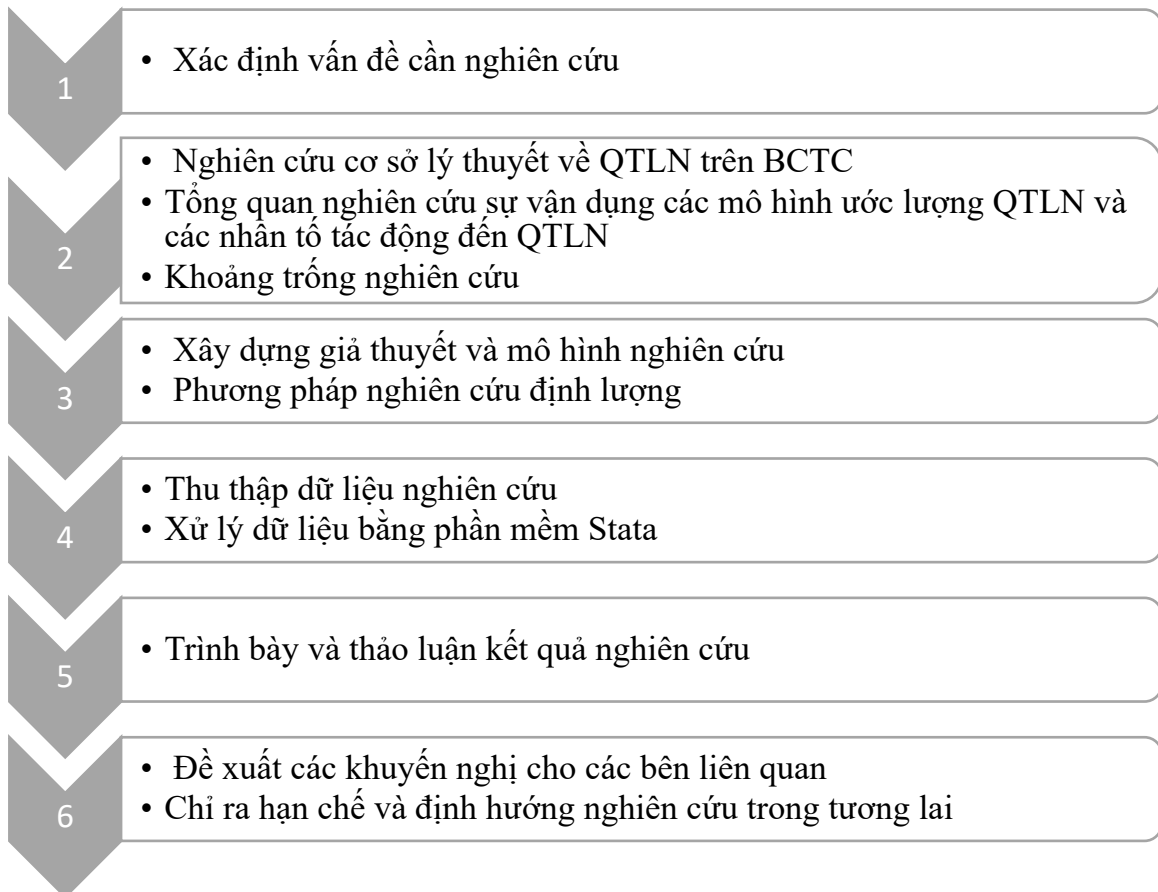 1
• Xác định vấn đề cần nghiên cứu
2
• Nghiên cứu cơ sở lý thuyết về QTLN trên BCTC
• Tổng quan nghiên cứu sự vận dụng các mô hình ước lượng QTLN và
các nhân tố tác động đến QTLN
• Khoảng trống nghiên cứu
3
• Xây dựng giả thuyết và mô hình nghiên cứu
• Phương pháp nghiên cứu định lượng
4
• Thu thập dữ liệu nghiên cứu
• Xử lý dữ liệu bằng phần mềm Stata
5
• Trình bày và thảo luận kết quả nghiên cứu
6
• Đề xuất các khuyến nghị cho các bên liên quan
• Chỉ ra hạn chế và định hướng nghiên cứu trong tương lai